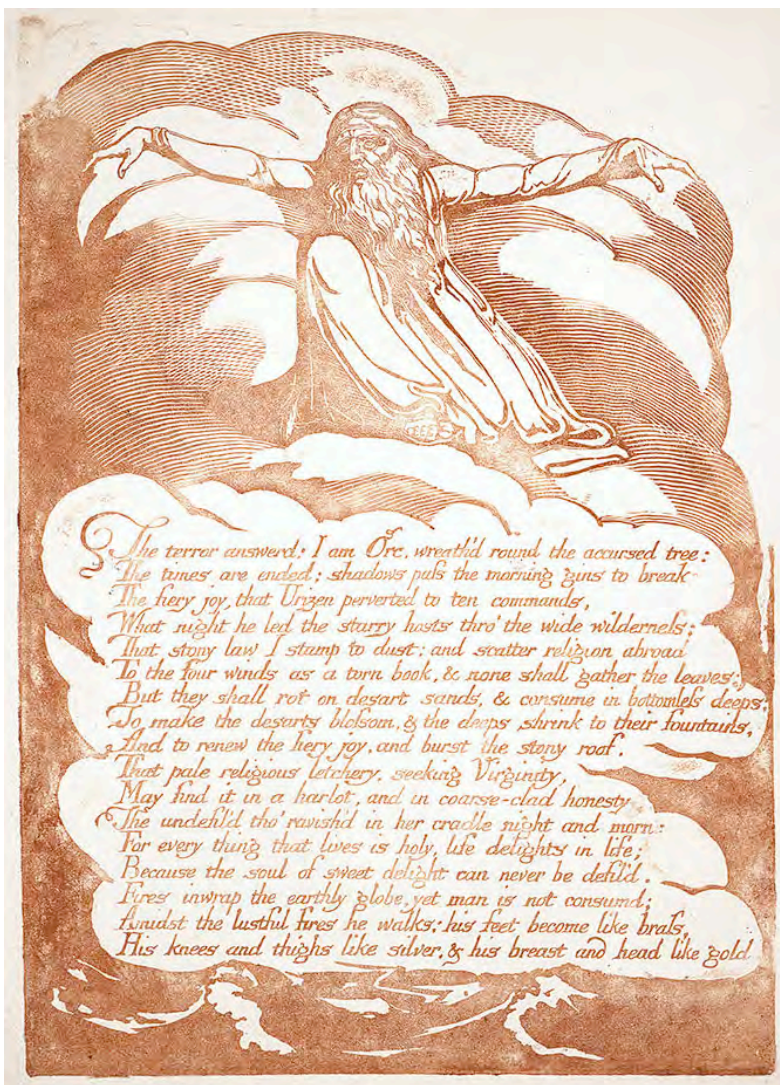 The terror answerd: I am Orc, wreath'd round the accursed tree:
The times are ended; shadows pass the morning gins to break
The fiery joy, that Urizen perverted to ten commands,
What night he led the starry hosts thro' the wide wilderness;
That stony law I stamp to dust: and scatter religion abroad
To the four winds as a torn book, & none shall gather the leaves;
But they shall rot on desart sands, & consume in bottomless deeps;
To make the desarts blossom, & the deeps shrink to their fountains,
And to renew the fiery joy, and burst the stony roof.
That pale religious letchery, seeking Virginity,
May find it in a harlot, and in coarse-clad honesty
The undefil'd tho' ravish'd in her cradle night and morn:
For every thing that lives is holy, life delights in life;
Because the soul of sweet delight can never be defil'd.
Fires inwrap the earthly globe, yet man is not consumd;
Amidst the lustful fires he walks: his feet become like brass,
His knees and thighs like silver, & his breast and head like gold